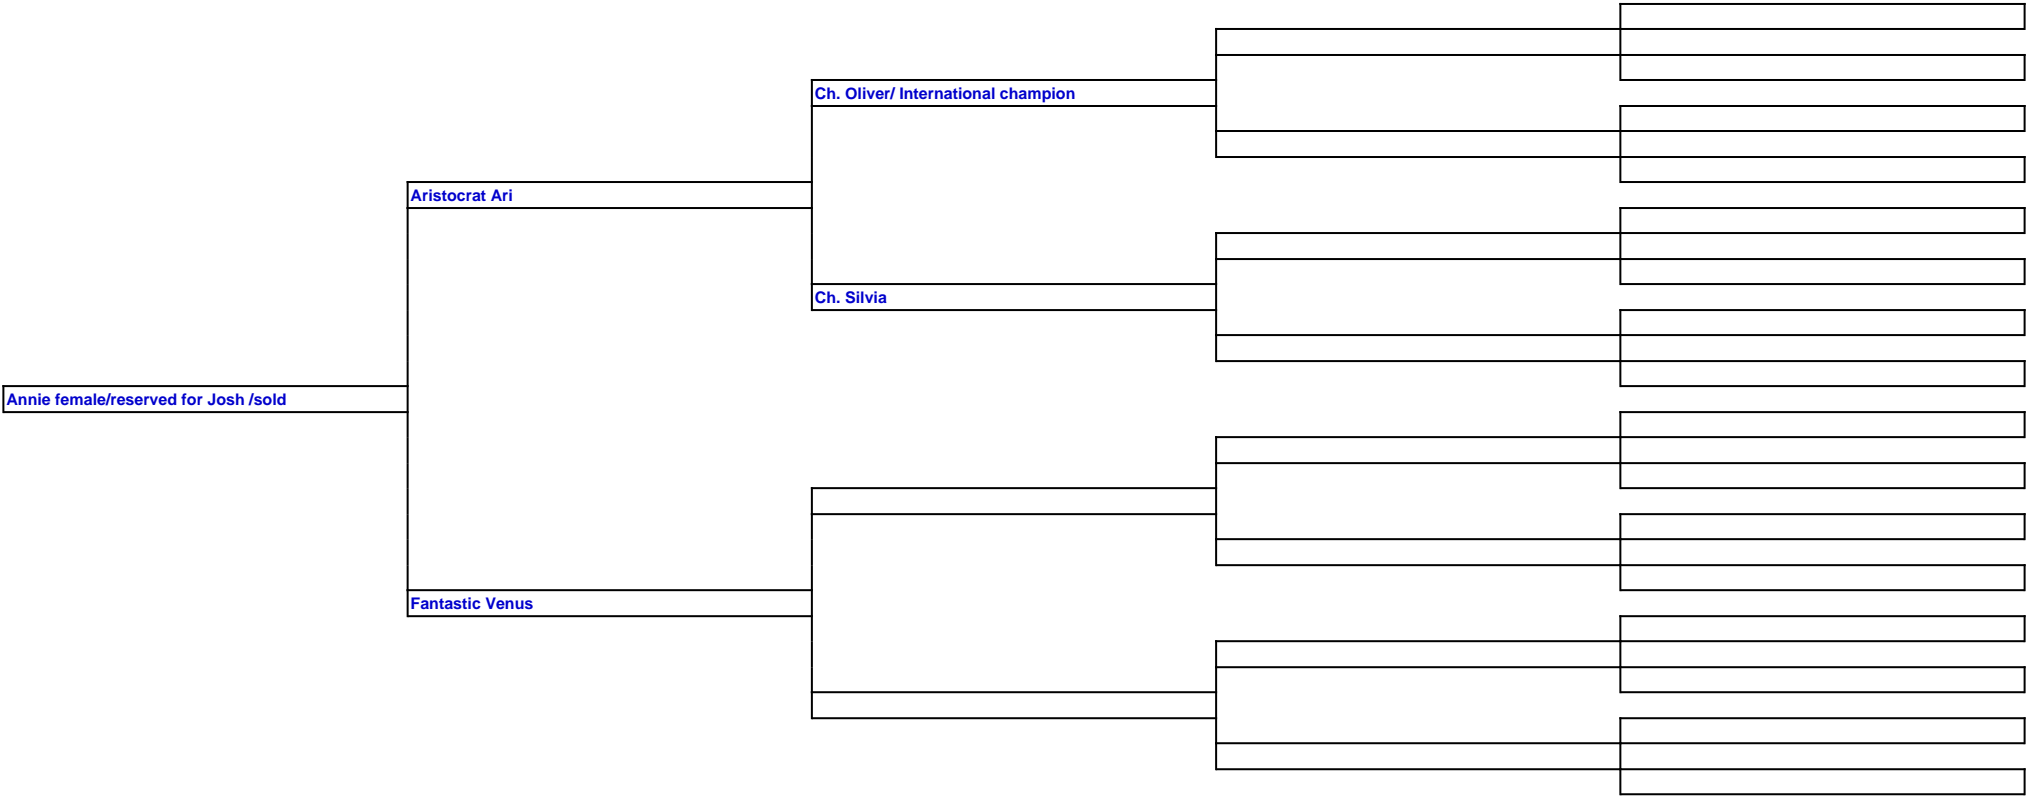 Ch. Oliver/ International champion
Aristocrat Ari
Ch. Silvia
Annie female/reserved for Josh /sold
Fantastic Venus